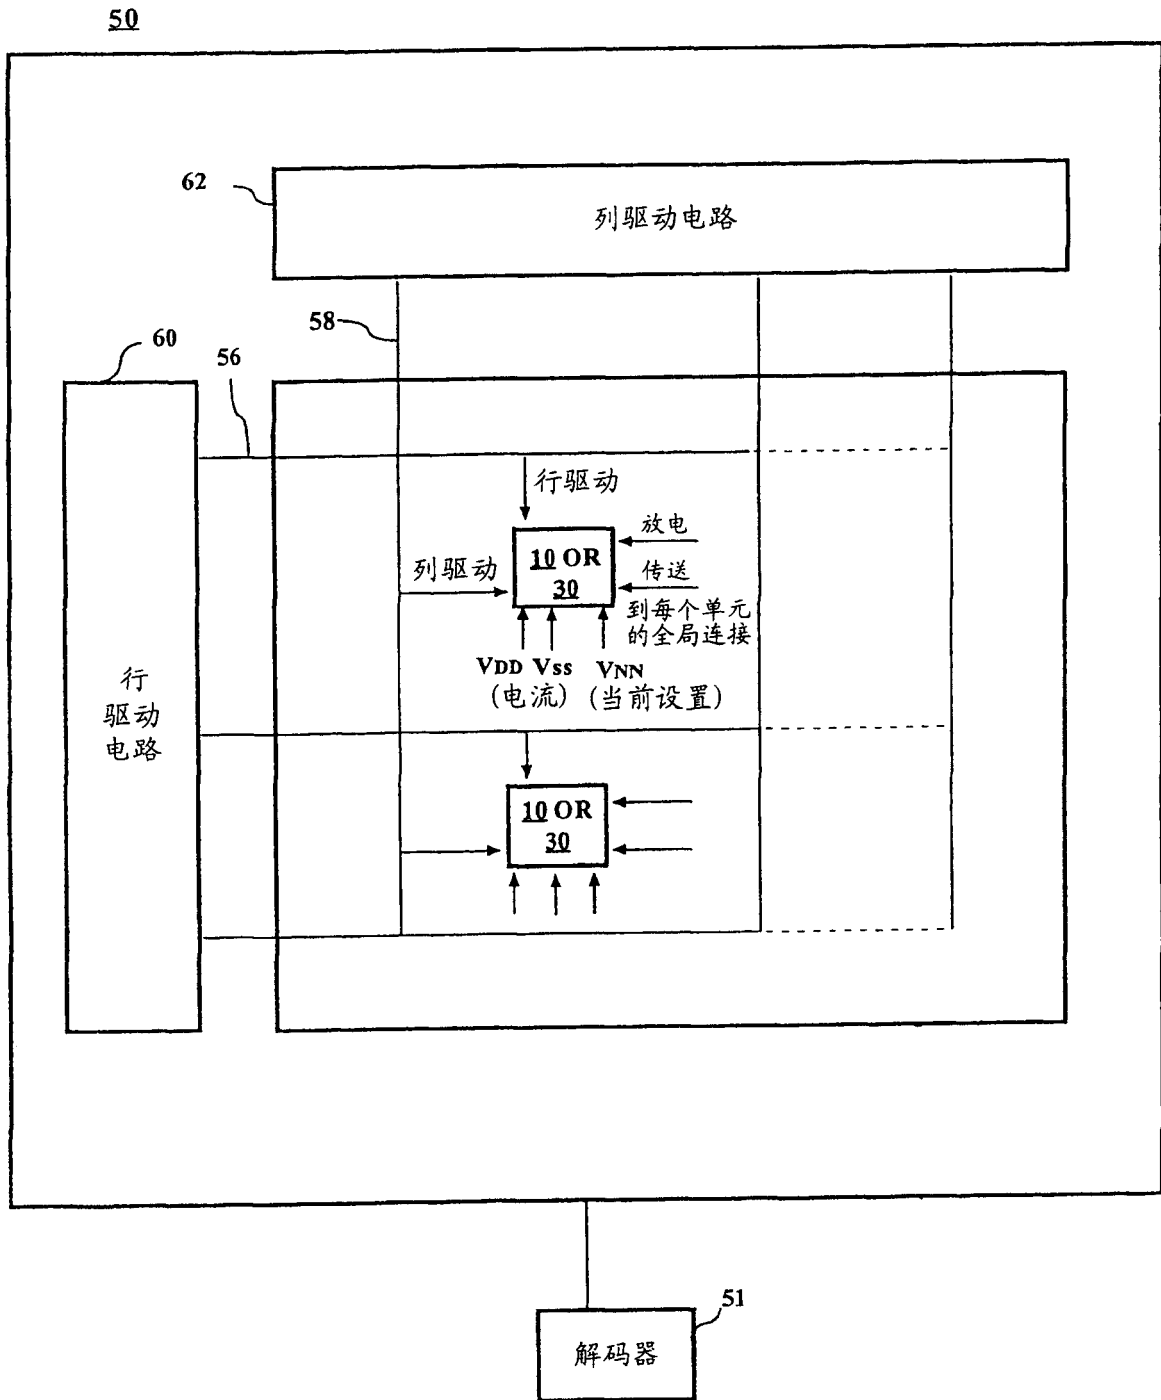 50
62
列驱动电路
58
60
56
行驱动
放电
10 OR
30
列驱动
传送
到每个单元
的全局连接
VDD Vss VNN
(电流) (当前设置)
行
驱动
电路
10 OR
30
51
解码器